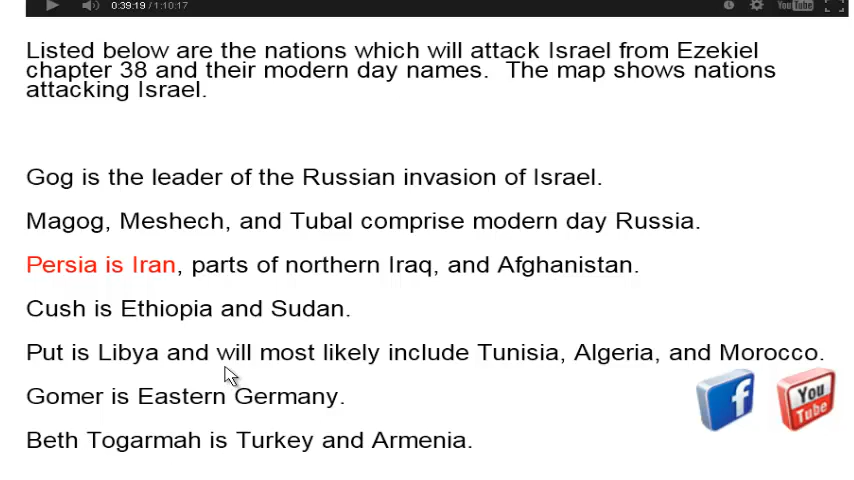 0:39:19 / 1:10:17
YouTube
Listed below are the nations which will attack Israel from Ezekiel
chapter 38 and their modern day names. The map shows nations
attacking Israel.
Gog is the leader of the Russian invasion of Israel.
Magog, Meshech, and Tubal comprise modern day Russia.
Persia is Iran, parts of northern Iraq, and Afghanistan.
Cush is Ethiopia and Sudan.
Put is Libya and will most likely include Tunisia, Algeria, and Morocco.
Gomer is Eastern Germany.
Beth Togarmah is Turkey and Armenia.
f
You
Tube